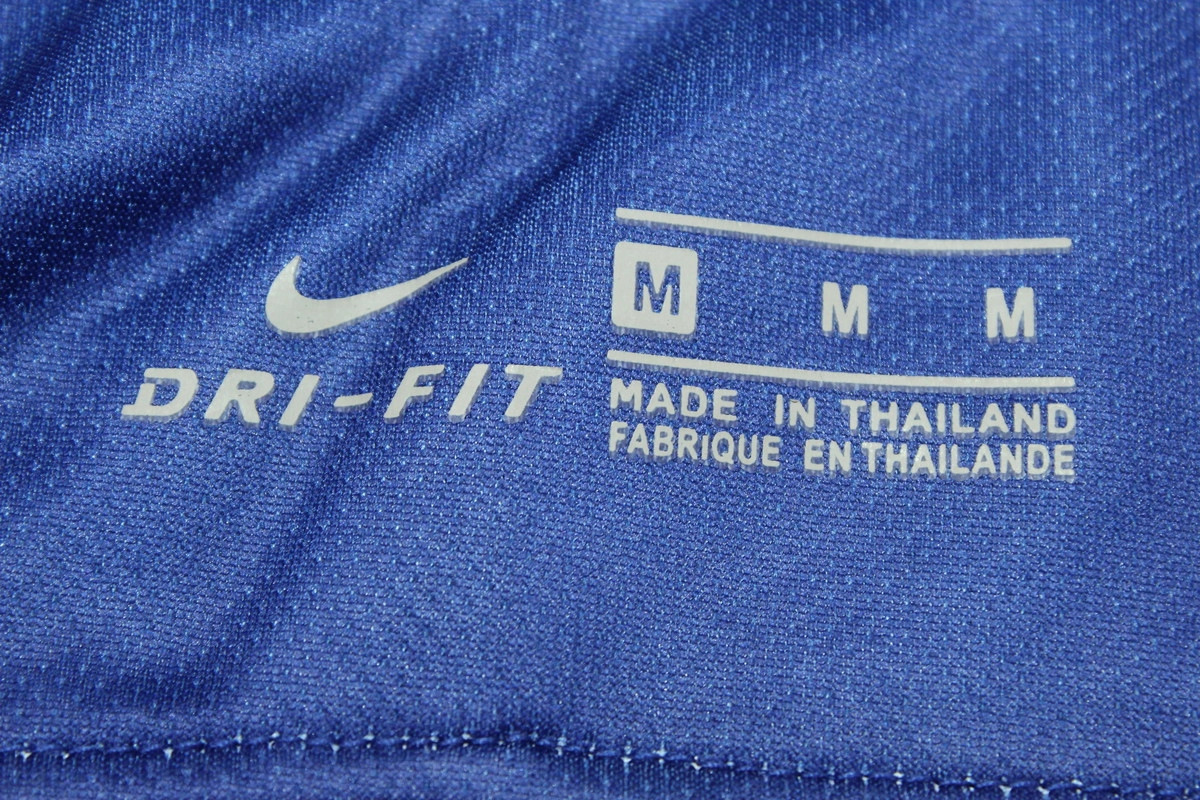 DRI-FIT
M M M
MADE IN THAILAND
FABRIQUE EN THAILANDE